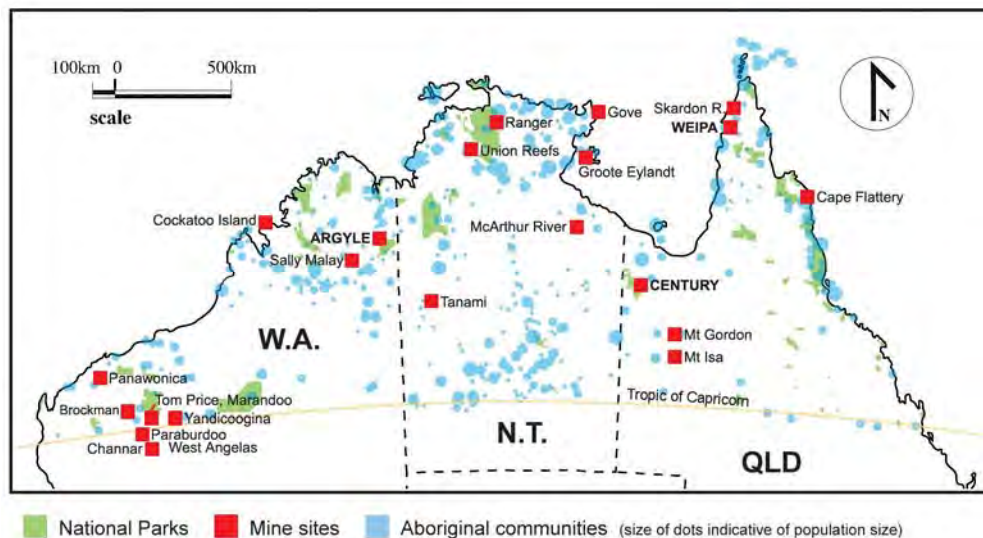 100km 0 500km
scale
N
Skardon R.
WEIPA
Gove
Ranger
Union Reefs
Groote Eylandt
Cape Flattery
Cockatoo Island
McArthur River
ARGYLE
Sally Malay
CENTURY
Tanami
W.A.
Mt Gordon
Mt Isa
Panawonica
Tom Price, Marandoo
Tropic of Capricorn
Brockman
Yandicoogina
Paraburdoo
N.T.
Channar West Angelas
QLD
National Parks Mine sites Aboriginal communities (size of dots indicative of population size)